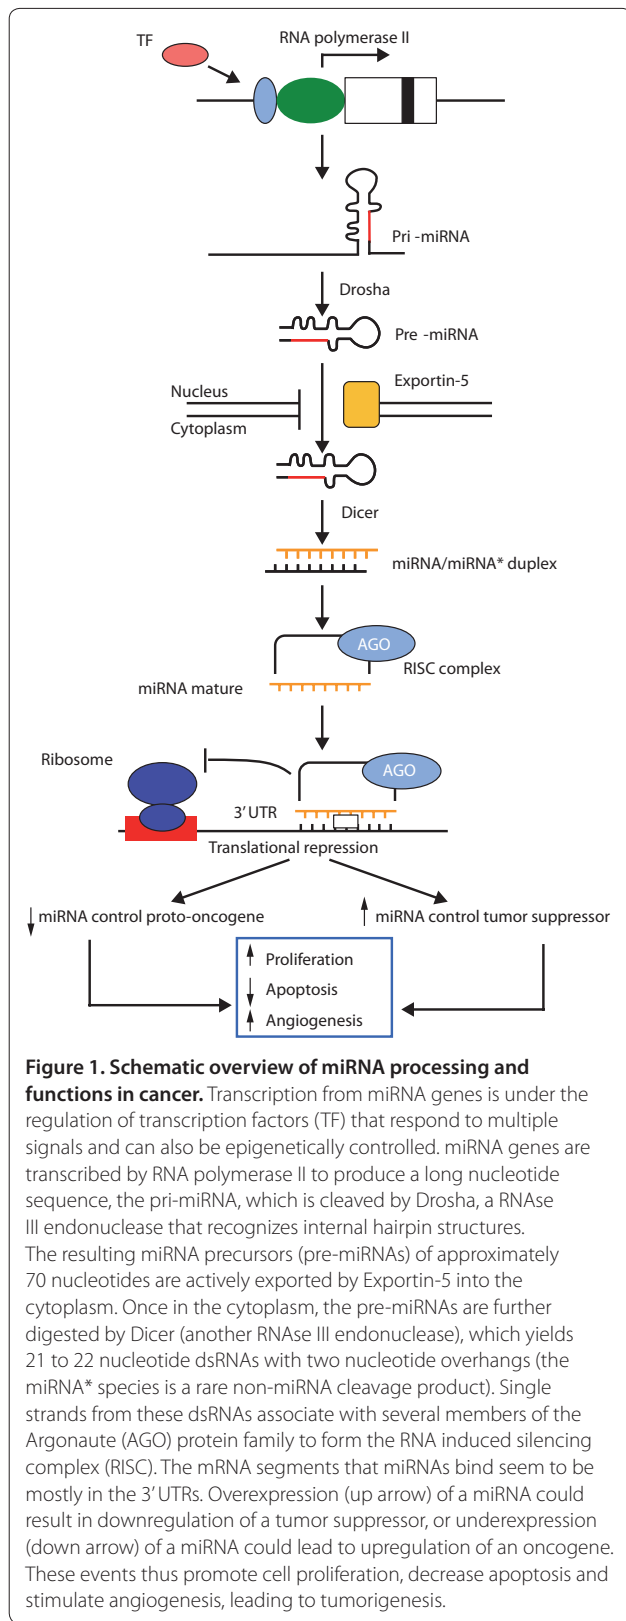 TF
RNA polymerase II
Pri -miRNA
Drosha
Pre -miRNA
Exportin-5
Nucleus
Cytoplasm
Dicer
miRNA/miRNA* duplex
AGO
RISC complex
miRNA mature
Ribosome
AGO
3’ UTR
Translational repression
↓ miRNA control proto-oncogene
↑ miRNA control tumor suppressor
↑ Proliferation
↓ Apoptosis
↑ Angiogenesis
Figure 1. Schematic overview of miRNA processing and
functions in cancer. Transcription from miRNA genes is under the
regulation of transcription factors (TF) that respond to multiple
signals and can also be epigenetically controlled. miRNA genes are
transcribed by RNA polymerase II to produce a long nucleotide
sequence, the pri-miRNA, which is cleaved by Drosha, a RNAse
III endonuclease that recognizes internal hairpin structures.
The resulting miRNA precursors (pre-miRNAs) of approximately
70 nucleotides are actively exported by Exportin-5 into the
cytoplasm. Once in the cytoplasm, the pre-miRNAs are further
digested by Dicer (another RNAse III endonuclease), which yields
21 to 22 nucleotide dsRNAs with two nucleotide overhangs (the
miRNA* species is a rare non-miRNA cleavage product). Single
strands from these dsRNAs associate with several members of the
Argonaute (AGO) protein family to form the RNA induced silencing
complex (RISC). The mRNA segments that miRNAs bind seem to be
mostly in the 3’ UTRs. Overexpression (up arrow) of a miRNA could
result in downregulation of a tumor suppressor, or underexpression
(down arrow) of a miRNA could lead to upregulation of an oncogene.
These events thus promote cell proliferation, decrease apoptosis and
stimulate angiogenesis, leading to tumorigenesis.